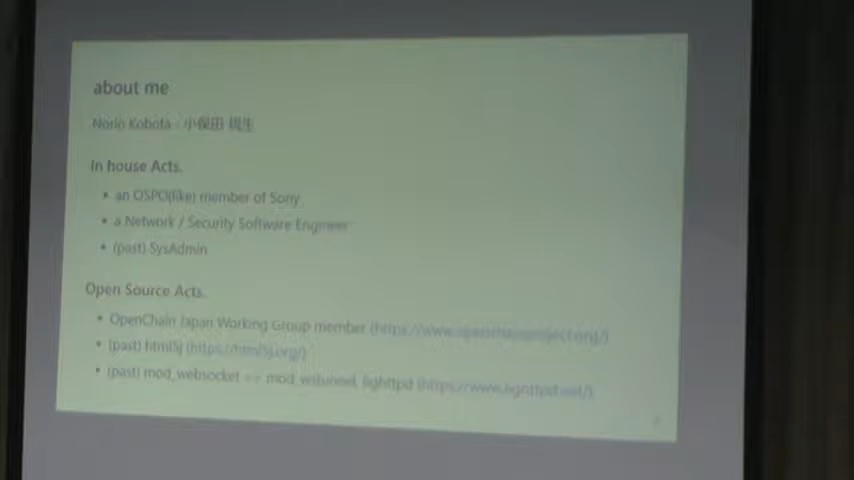 about me
Norio Kobota - 小保田 規生
In house Acts.
• an OSPO(like) member of Sony
• a Network / Security Software Engineer
• (past) SysAdmin
Open Source Acts.
• OpenChain Japan Working Group member (https://www.openchainproject.org/)
• (past) html5j (https://html5j.org/)
• (past) mod_websocket => mod_wstunnel, lighttpd (https://www.lighttpd.net/)